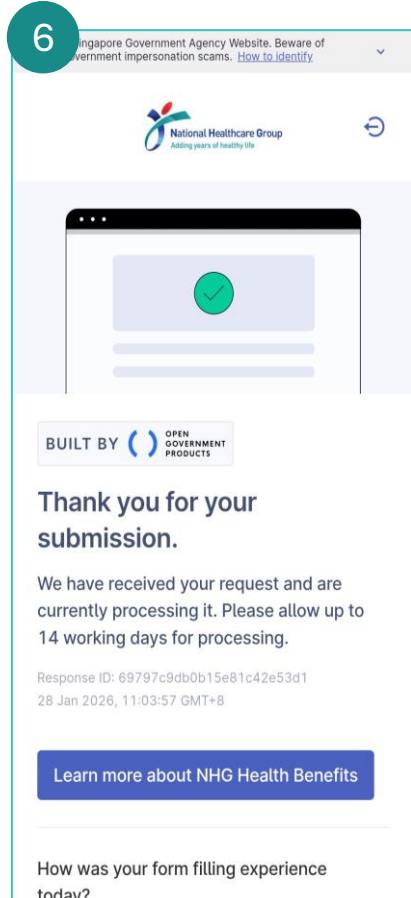 6
ingapore Government Agency Website. Beware of
vernment impersonation scams. How to identify
National Healthcare Group
Adding years of healthy life
BUILT BY OPEN GOVERNMENT PRODUCTS
Thank you for your
submission.
We have received your request and are
currently processing it. Please allow up to
14 working days for processing.
Response ID: 69797c9db0b15e81c42e53d1
28 Jan 2026, 11:03:57 GMT+8
Learn more about NHG Health Benefits
How was your form filling experience
today?